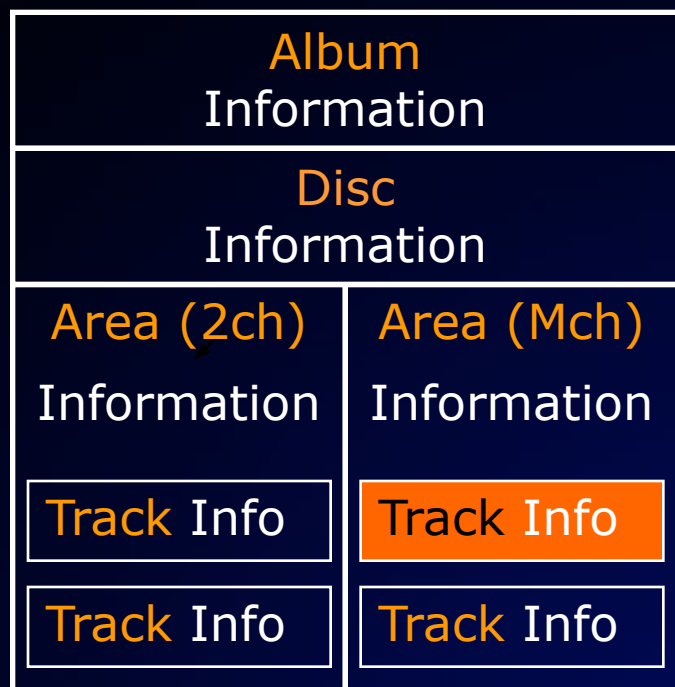 Album
Information
Disc
Information
Area (2ch)
Information
Track Info
Track Info
Area (Mch)
Information
Track Info
Track Info